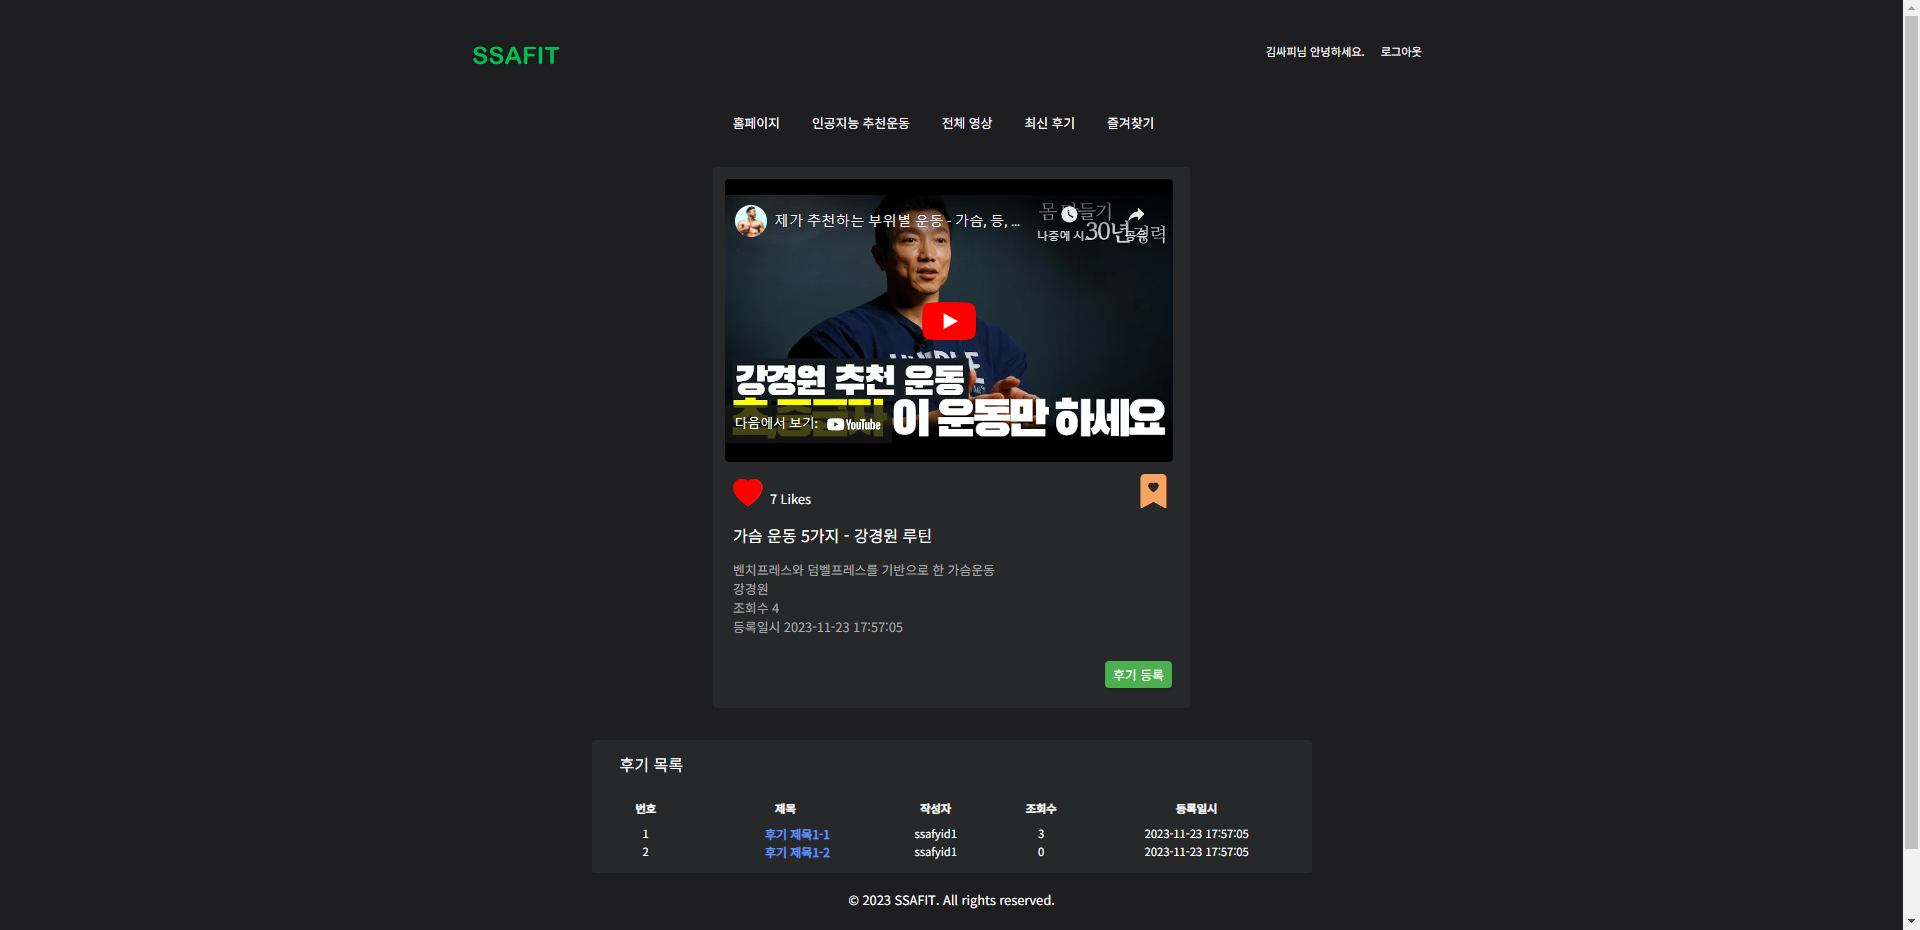 SSAFIT
김싸피님 안녕하세요. 로그아웃
홈페이지 인공지능 추천운동 전체 영상 최신 후기 즐겨찾기
제가 추천하는 부위별 운동 - 가슴, 등, ...
몸 만들기
나중에 시...
30년
경력
강경원 추천 운동
이 운동만 하세요
다음에서 보기: YouTube
7 Likes
가슴 운동 5가지 - 강경원 루틴
벤치프레스와 덤벨프레스를 기반으로 한 가슴운동
강경원
조회수 4
등록일시 2023-11-23 17:57:05
후기 등록
후기 목록
번호 제목 작성자 조회수 등록일시
1 후기 제목1-1 ssafyid1 3 2023-11-23 17:57:05
2 후기 제목1-2 ssafyid1 0 2023-11-23 17:57:05
© 2023 SSAFIT. All rights reserved.